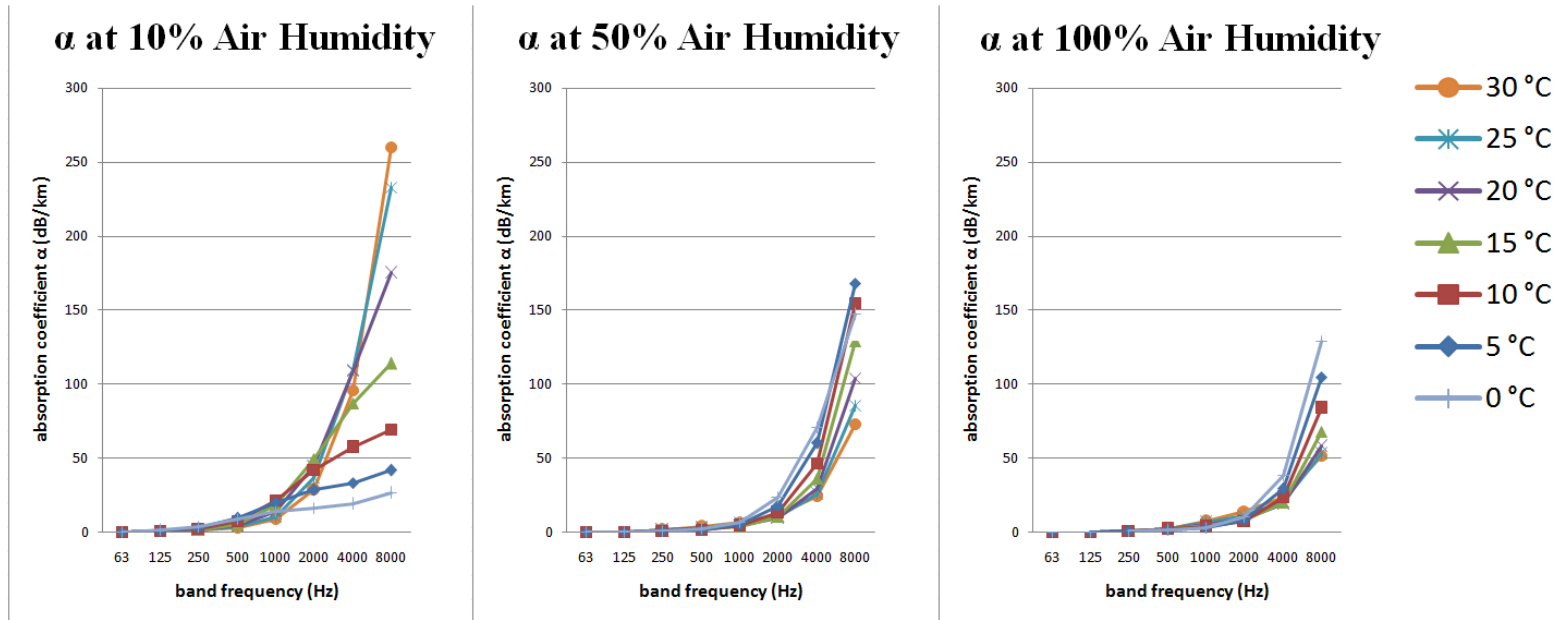 α at 10% Air Humidity
300
250
200
150
100
50
0
absorption coefficient α (dB/km)
63 125 250 500 1000 2000 4000 8000
band frequency (Hz)
α at 50% Air Humidity
300
250
200
150
100
50
0
absorption coefficient α (dB/km)
63 125 250 500 1000 2000 4000 8000
band frequency (Hz)
α at 100% Air Humidity
300
250
200
150
100
50
0
absorption coefficient α (dB/km)
63 125 250 500 1000 2000 4000 8000
band frequency (Hz)
30 °C
25 °C
20 °C
15 °C
10 °C
5 °C
0 °C